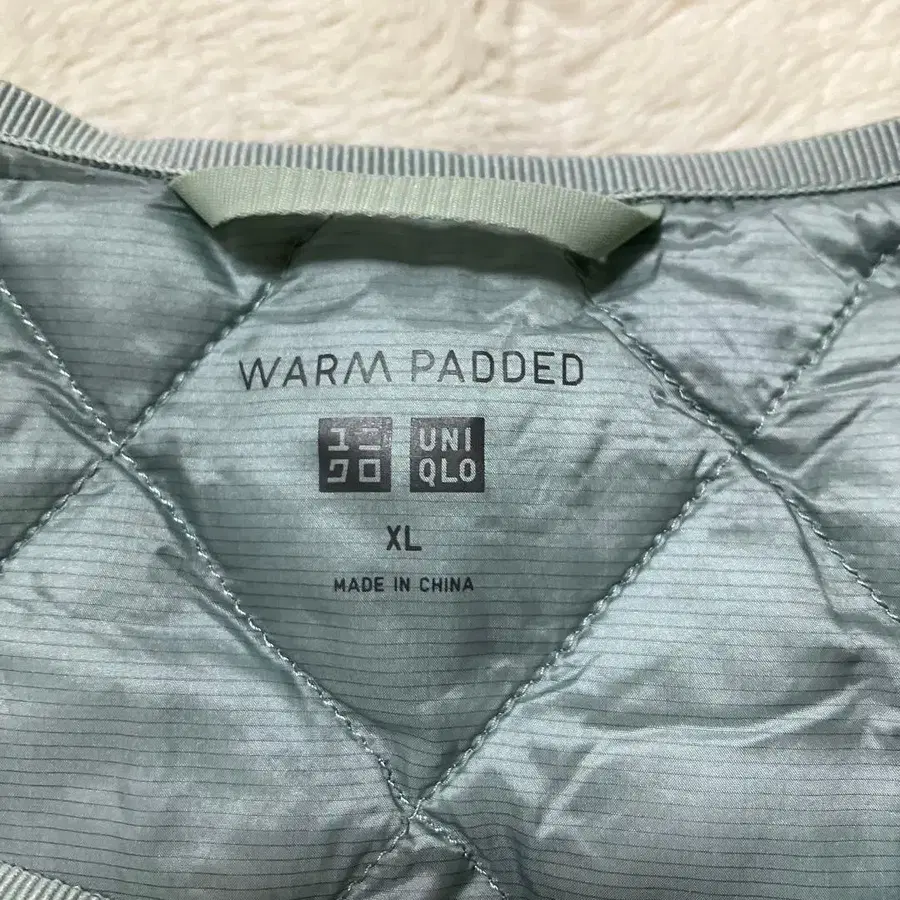 WARM PADDED
ユニ UNI
クロ QLO
XL
MADE IN CHINA